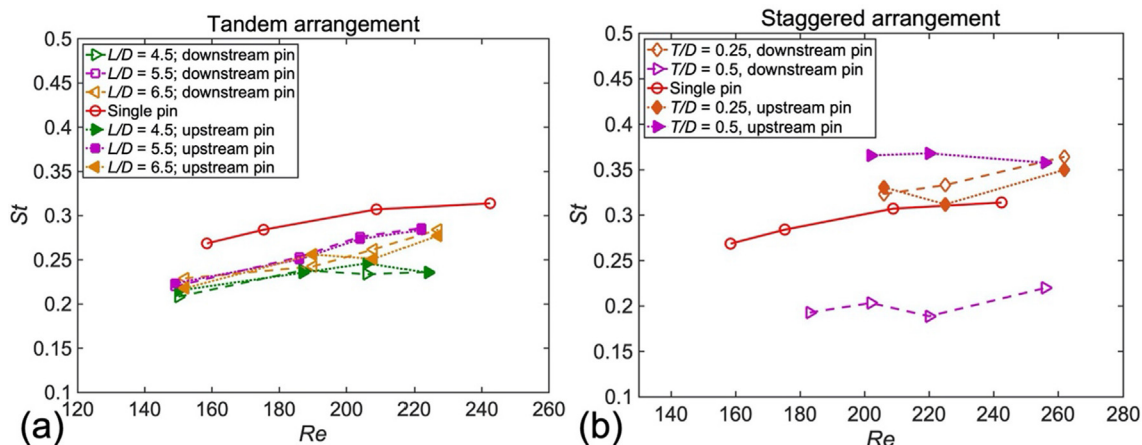 Tandem arrangement
0.5
0.45
0.4
0.35
0.3
0.25
0.2
0.15
0.1
St
L/D = 4.5; downstream pin
L/D = 5.5; downstream pin
L/D = 6.5; downstream pin
Single pin
L/D = 4.5; upstream pin
L/D = 5.5; upstream pin
L/D = 6.5; upstream pin
120 140 160 180 200 220 240 260
(a)
Re
Staggered arrangement
0.5
0.45
0.4
0.35
0.3
0.25
0.2
0.15
0.1
St
T/D = 0.25, downstream pin
T/D = 0.5, downstream pin
Single pin
T/D = 0.25, upstream pin
T/D = 0.5, upstream pin
140 160 180 200 220 240 260 280
(b)
Re